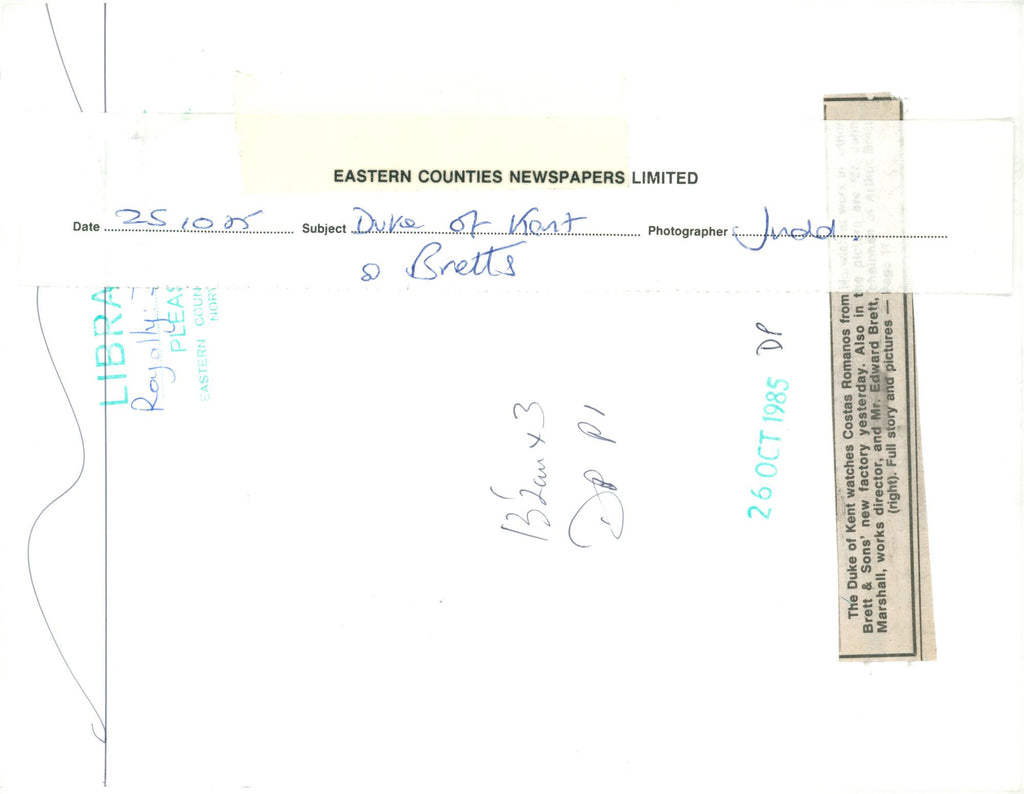 EASTERN COUNTIES NEWSPAPERS LIMITED
Date 25.10.85 Subject Duke of Kent Photographer Judd.
@ Bretts
LIBRA
Royalty
PLEAS
EASTERN COUN
NOR
x 3
DP P1
26 OCT 1985 DP
The Duke of Kent watches Costas Romanos from
Brett & Sons' new factory yesterday. Also in the
Marshall, works director, and Mr. Edward Brett,
(right). Full story and pictures —